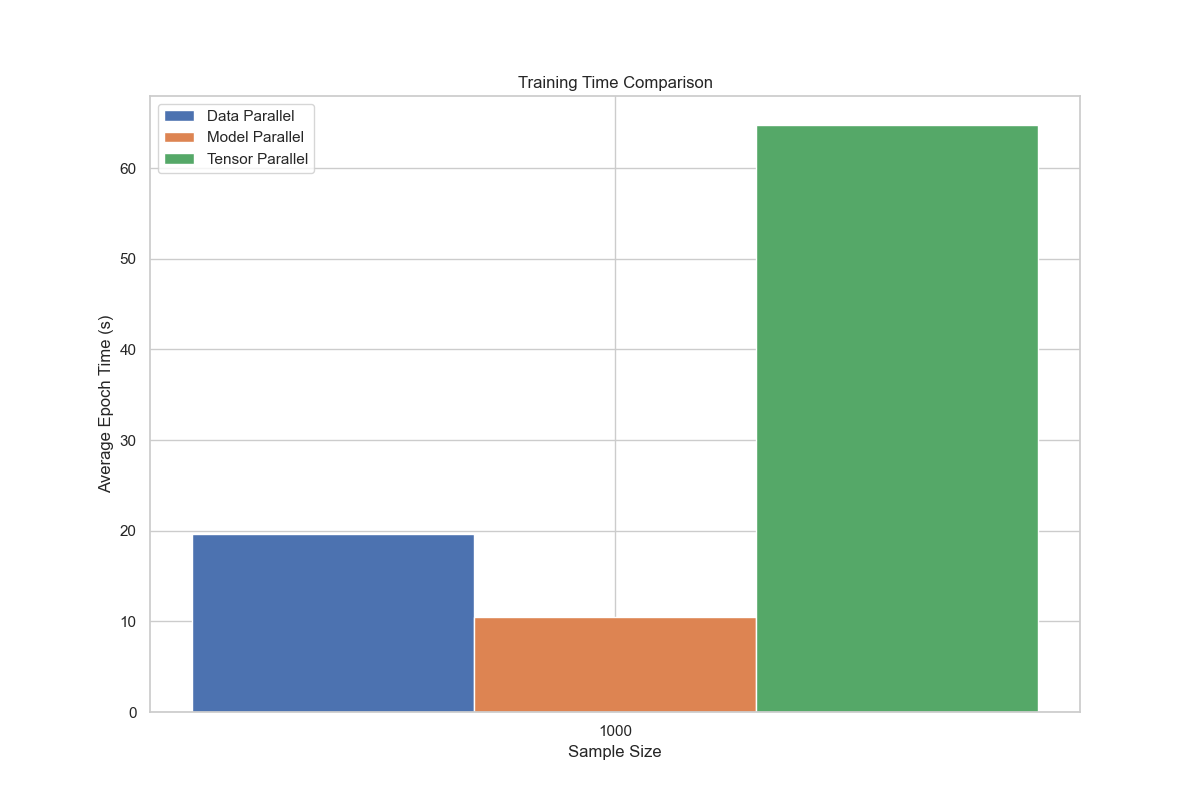 Training Time Comparison
Data Parallel
Model Parallel
Tensor Parallel
60
50
40
30
20
10
0
Average Epoch Time (s)
1000
Sample Size